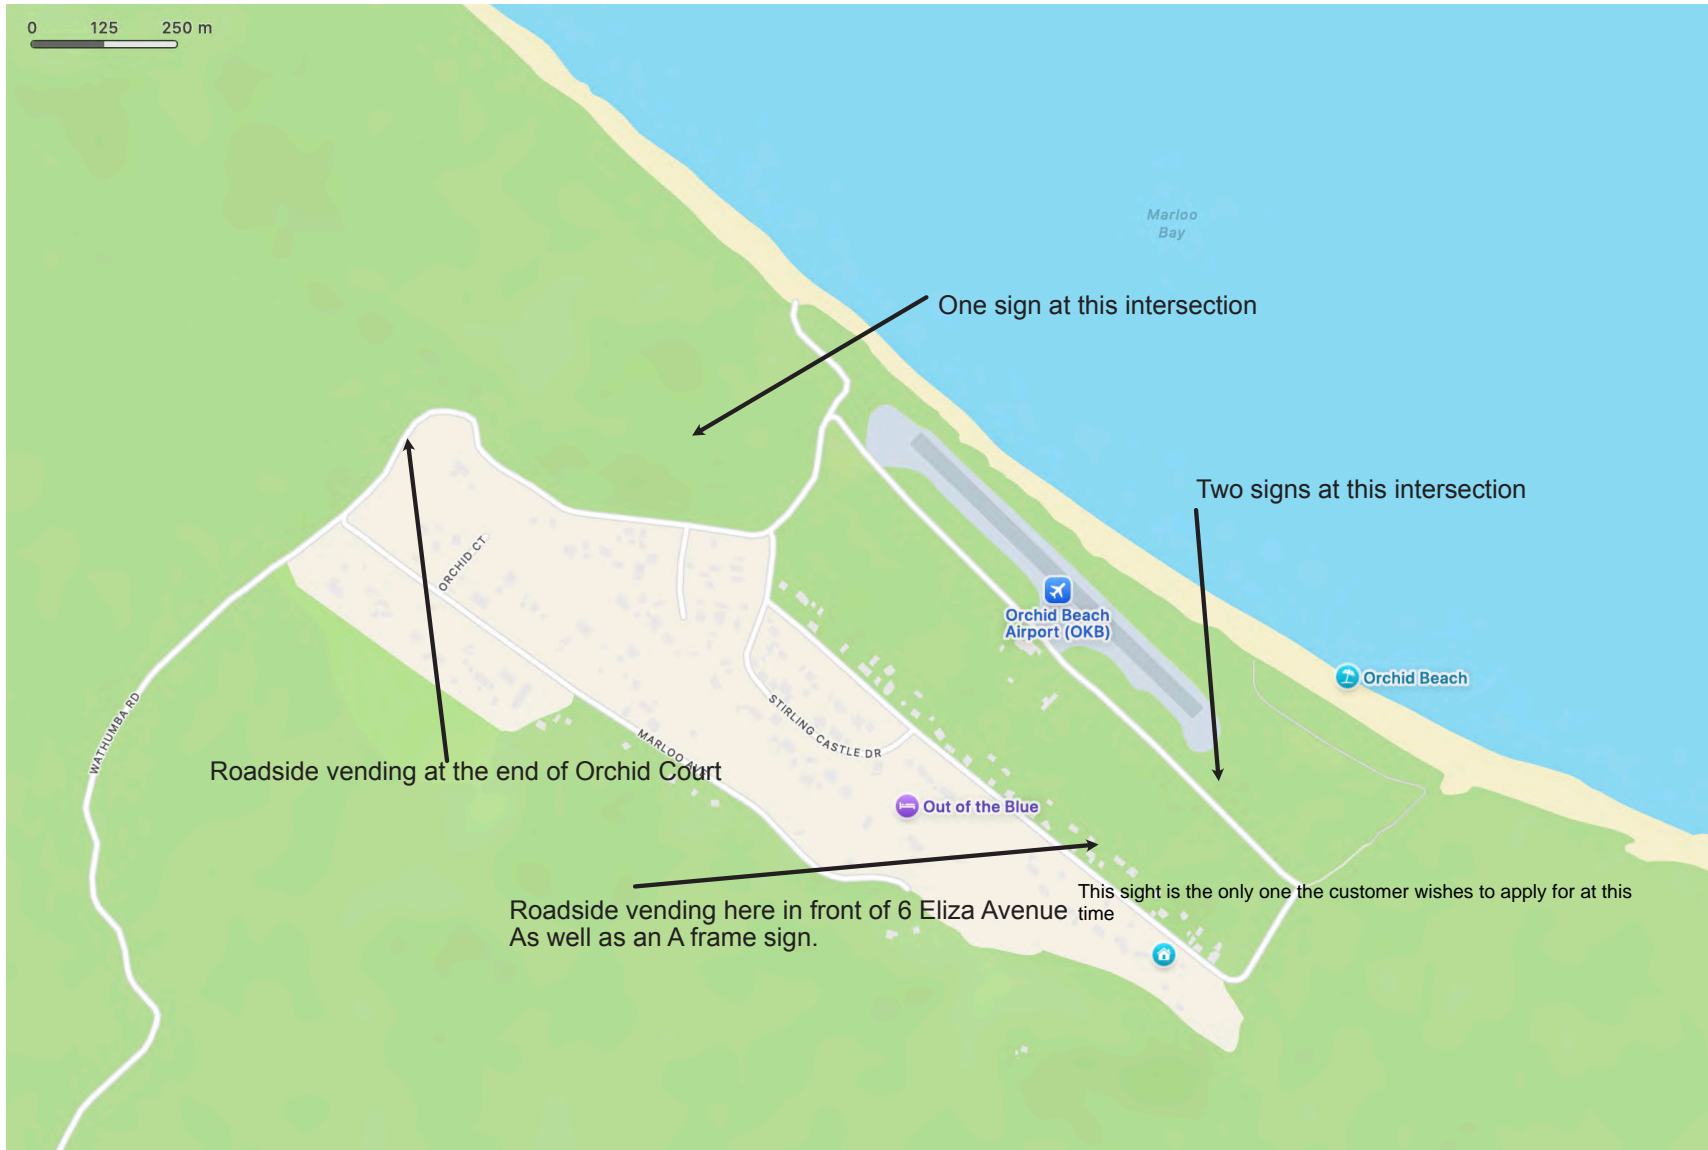 0 125 250 m
Marloo
Bay
One sign at this intersection
Two signs at this intersection
ORCHID CT
Orchid Beach
Airport (OKB)
Orchid Beach
WATHUMBA RD
STIRLING CASTLE DR
MARLOO AVE
Roadside vending at the end of Orchid Court
Out of the Blue
Roadside vending here in front of 6 Eliza Avenue
As well as an A frame sign.
This sight is the only one the customer wishes to apply for at this
time